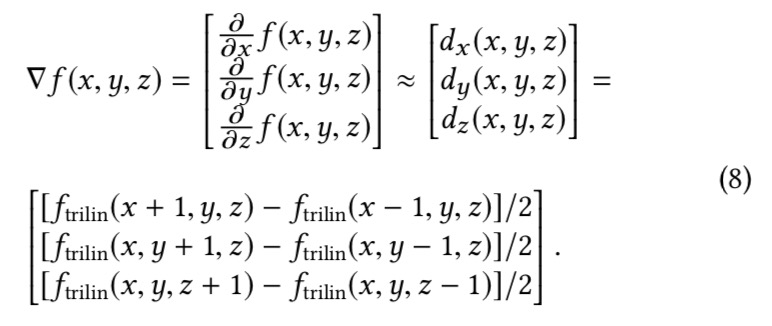 ∇f(x, y, z) = [∂/∂x f(x, y, z) ; ∂/∂y f(x, y, z) ; ∂/∂z f(x, y, z)] ≈ [d_x(x, y, z) ; d_y(x, y, z) ; d_z(x, y, z)] =
(8)
[[f_trilin(x + 1, y, z) − f_trilin(x − 1, y, z)]/2
[f_trilin(x, y + 1, z) − f_trilin(x, y − 1, z)]/2
[f_trilin(x, y, z + 1) − f_trilin(x, y, z − 1)]/2] .